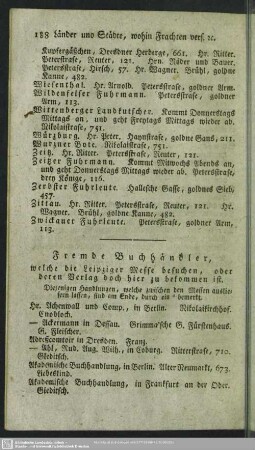 188 Länder und Städte, wohin Frachten vers. ꝛc.
Kupfergäßchen, Dresdner Herberge, 661. Hr. Ritter.
Peterstraße, Reuter, 121. Hrn. Räder und Bauer,
Petersstraße, Hirsch, 57. Hr. Wagner. Brühl, goldne
Kanne, 482.
Wiesenthal. Hr. Arnold. Petersstraße, goldner Arm.
Wildenfelser Fuhrmann. Petersstraße, goldner
Arm, 113.
Wittenberger Landkutscher. Kommt Donnerstags
Mittags an, und geht Freytags Mittags wieder ab.
Nikolaistraße, 751.
Würzburg. Hr. Peter. Haynstraße, goldne Gans, 211.
Wurzner Bote. Nikolaistraße, 751.
Zeitz. Hr. Ritter. Petersstraße, Reuter, 121.
Zeitzer Fuhrmann. Kommt Mittwochs Abends an,
und geht Donnerstags Mittags wieder ab. Petersstraße,
drey Könige, 116.
Zerbster Fuhrleute. Hallesche Gasse, goldnes Sieb,
457.
Zittau. Hr. Ritter. Petersstraße, Reuter, 121. Hr.
Wagner. Brühl, goldne Kanne, 482.
Zwickauer Fuhrleute. Petersstraße, goldner Arm,
113.
Fremde Buchhändler,
welche die Leipziger Messe besuchen, oder
deren Verlag doch hier zu bekommen ist.
Diejenigen Handlungen, welche zwischen den Messen auslie-
fern lassen, sind am Ende, durch ein * bemerkt.
Hr. Achenwall und Comp., in Berlin. Nikolaikirchhof.
Cnobloch.
— Ackermann in Dessau. Grimma'sche G. Fürstenhaus.
G. Fleischer.
Addreßcomtoir in Dresden. Franz.
— Ahl, Rud. Aug. Wilh., in Coburg. Ritterstraße, 710.
Gleditsch.
Akademische Buchhandlung, in Berlin. Alter Neumarkt, 673.
Liebeskind.
Akademische Buchhandlung, in Frankfurt an der Oder.
Gleditsch.